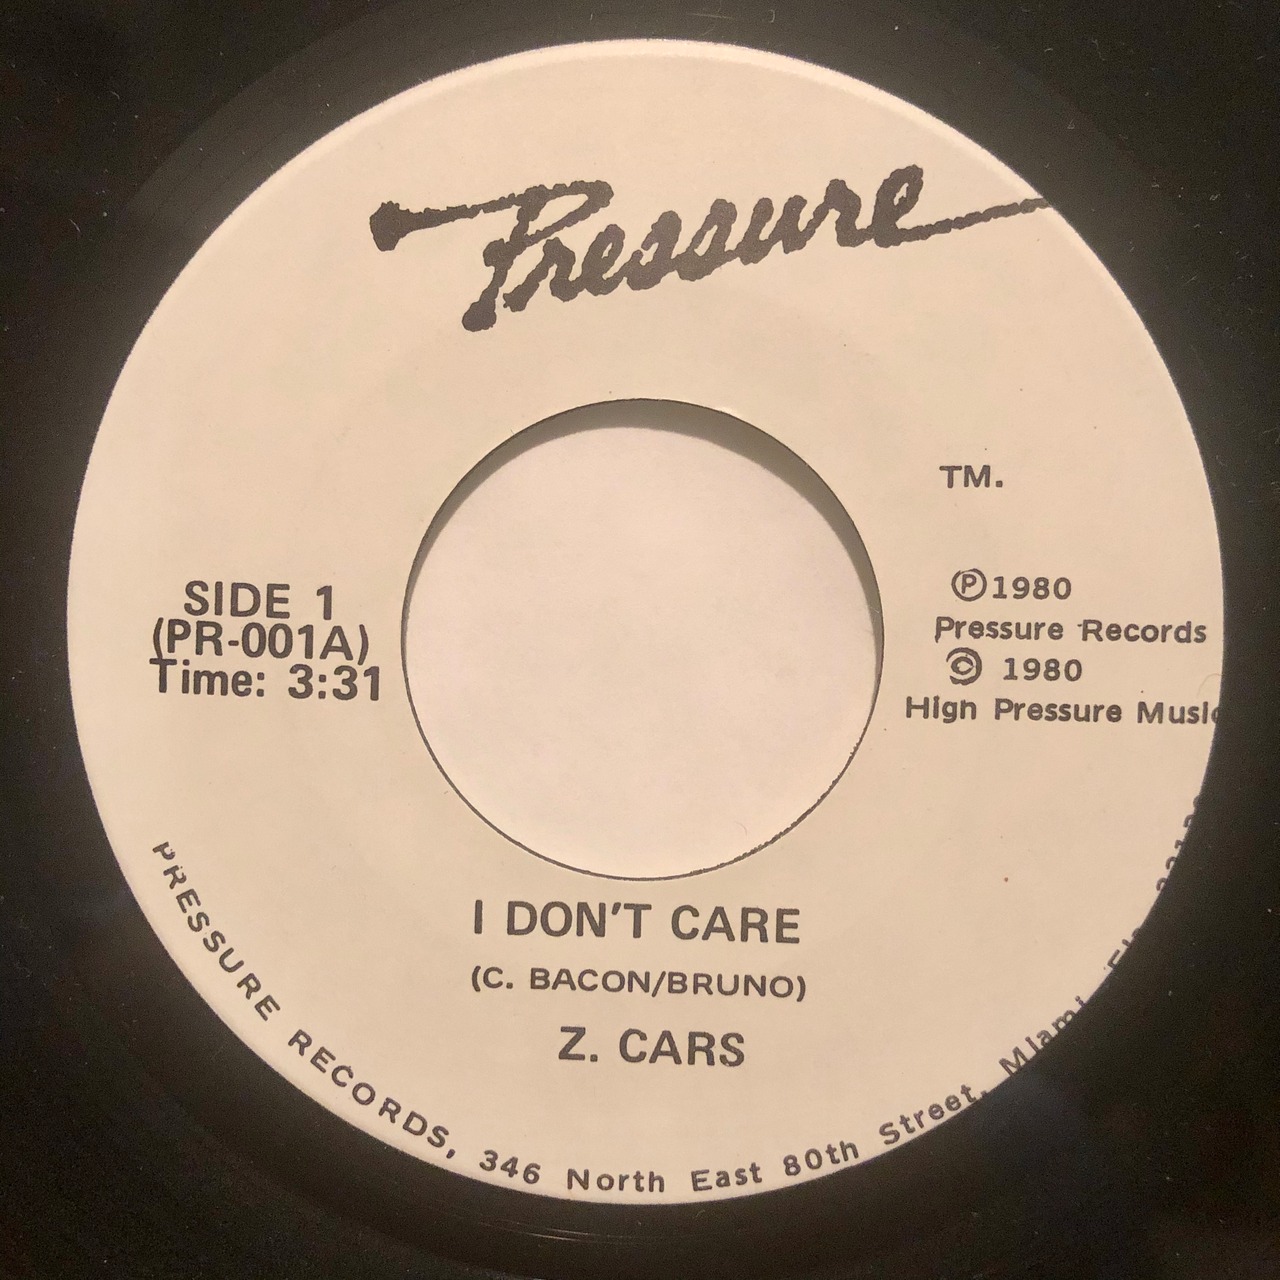 Pressure
TM.
SIDE 1
(PR-001A)
Time: 3:31
Ⓟ1980
Pressure Records
© 1980
High Pressure Music
I DON'T CARE
(C. BACON/BRUNO)
Z. CARS
PRESSURE RECORDS, 346 North East 80th Street, Miami